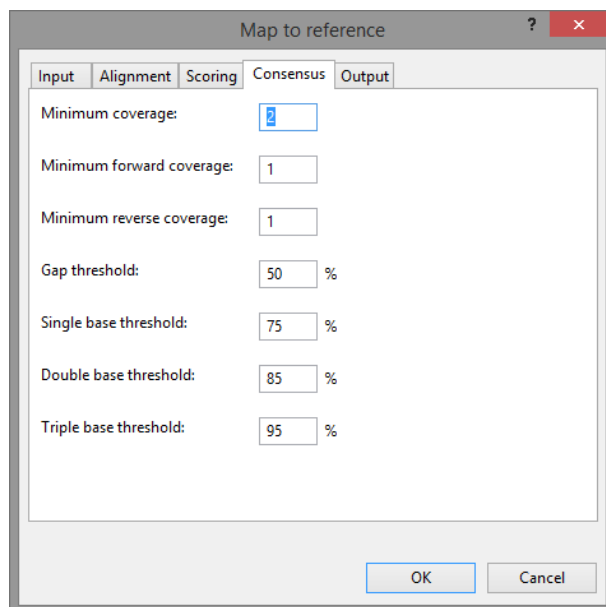 Map to reference ? ×
Input Alignment Scoring Consensus Output
Minimum coverage: 2
Minimum forward coverage: 1
Minimum reverse coverage: 1
Gap threshold: 50 %
Single base threshold: 75 %
Double base threshold: 85 %
Triple base threshold: 95 %
OK Cancel